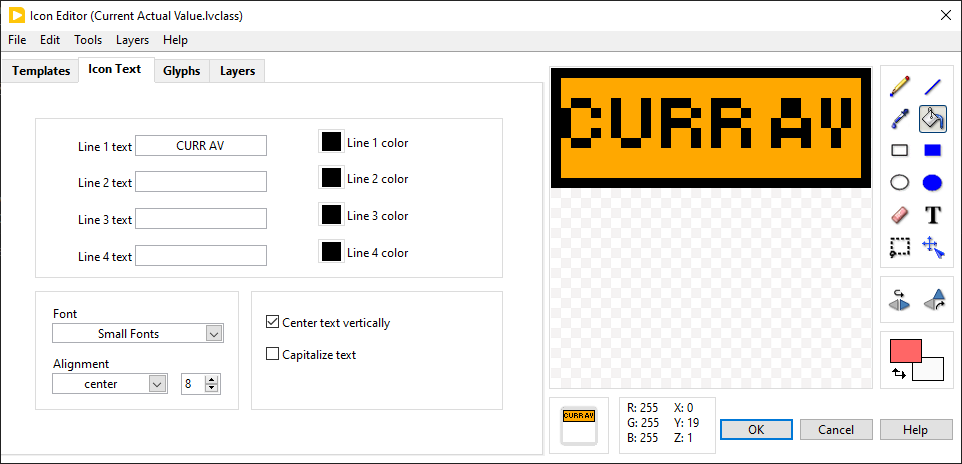 Icon Editor (Current Actual Value.lvclass)
File Edit Tools Layers Help
Templates Icon Text Glyphs Layers
Line 1 text CURR AV Line 1 color
Line 2 text Line 2 color
Line 3 text Line 3 color
Line 4 text Line 4 color
Font
Small Fonts
Alignment
center 8
Center text vertically
Capitalize text
CURR AV
T
CURR AV
R: 255 X: 0
G: 255 Y: 19
B: 255 Z: 1
OK Cancel Help